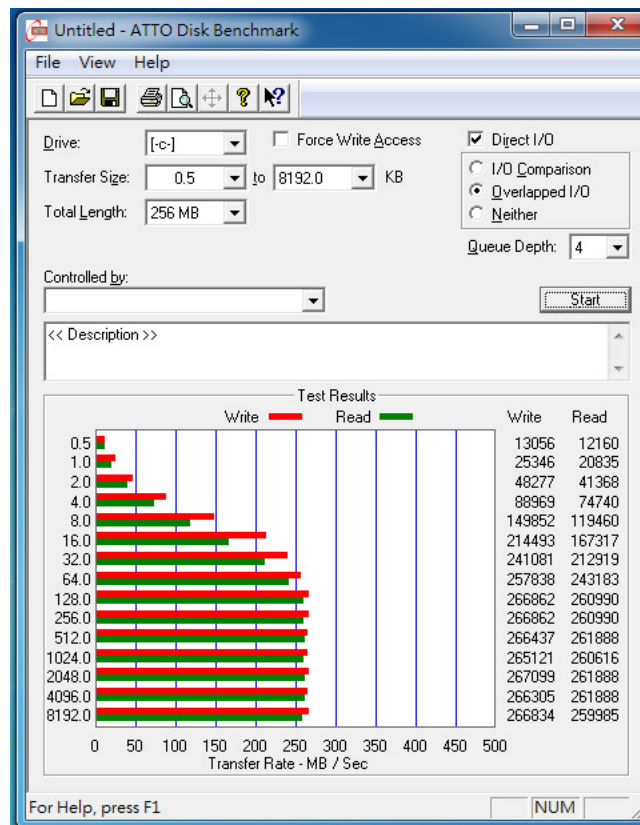 Untitled - ATTO Disk Benchmark
File View Help
Drive: [-c-] Force Write Access Direct I/O
I/O Comparison
Transfer Size: 0.5 to 8192.0 KB
Overlapped I/O
Total Length: 256 MB
Neither
Queue Depth: 4
Controlled by:
Start
<< Description >>
Test Results
Write Read Write Read
0.5 13056 12160
1.0 25346 20835
2.0 48277 41368
4.0 88969 74740
8.0 149852 119460
16.0 214493 167317
32.0 241081 212919
64.0 257838 243183
128.0 266862 260990
256.0 266862 260990
512.0 266437 261888
1024.0 265121 260616
2048.0 267099 261888
4096.0 266305 261888
8192.0 266834 259985
0 50 100 150 200 250 300 350 400 450 500
Transfer Rate - MB / Sec
For Help, press F1 NUM